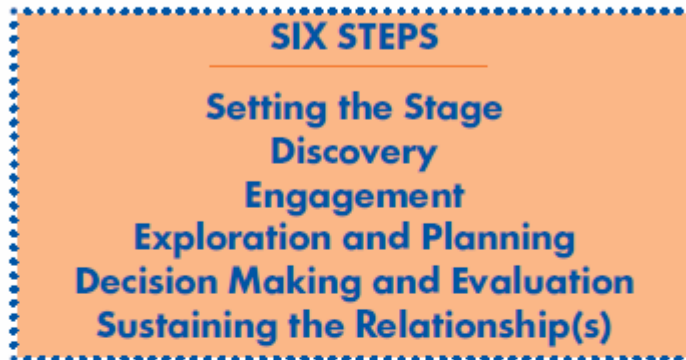 SIX STEPS
Setting the Stage
Discovery
Engagement
Exploration and Planning
Decision Making and Evaluation
Sustaining the Relationship(s)